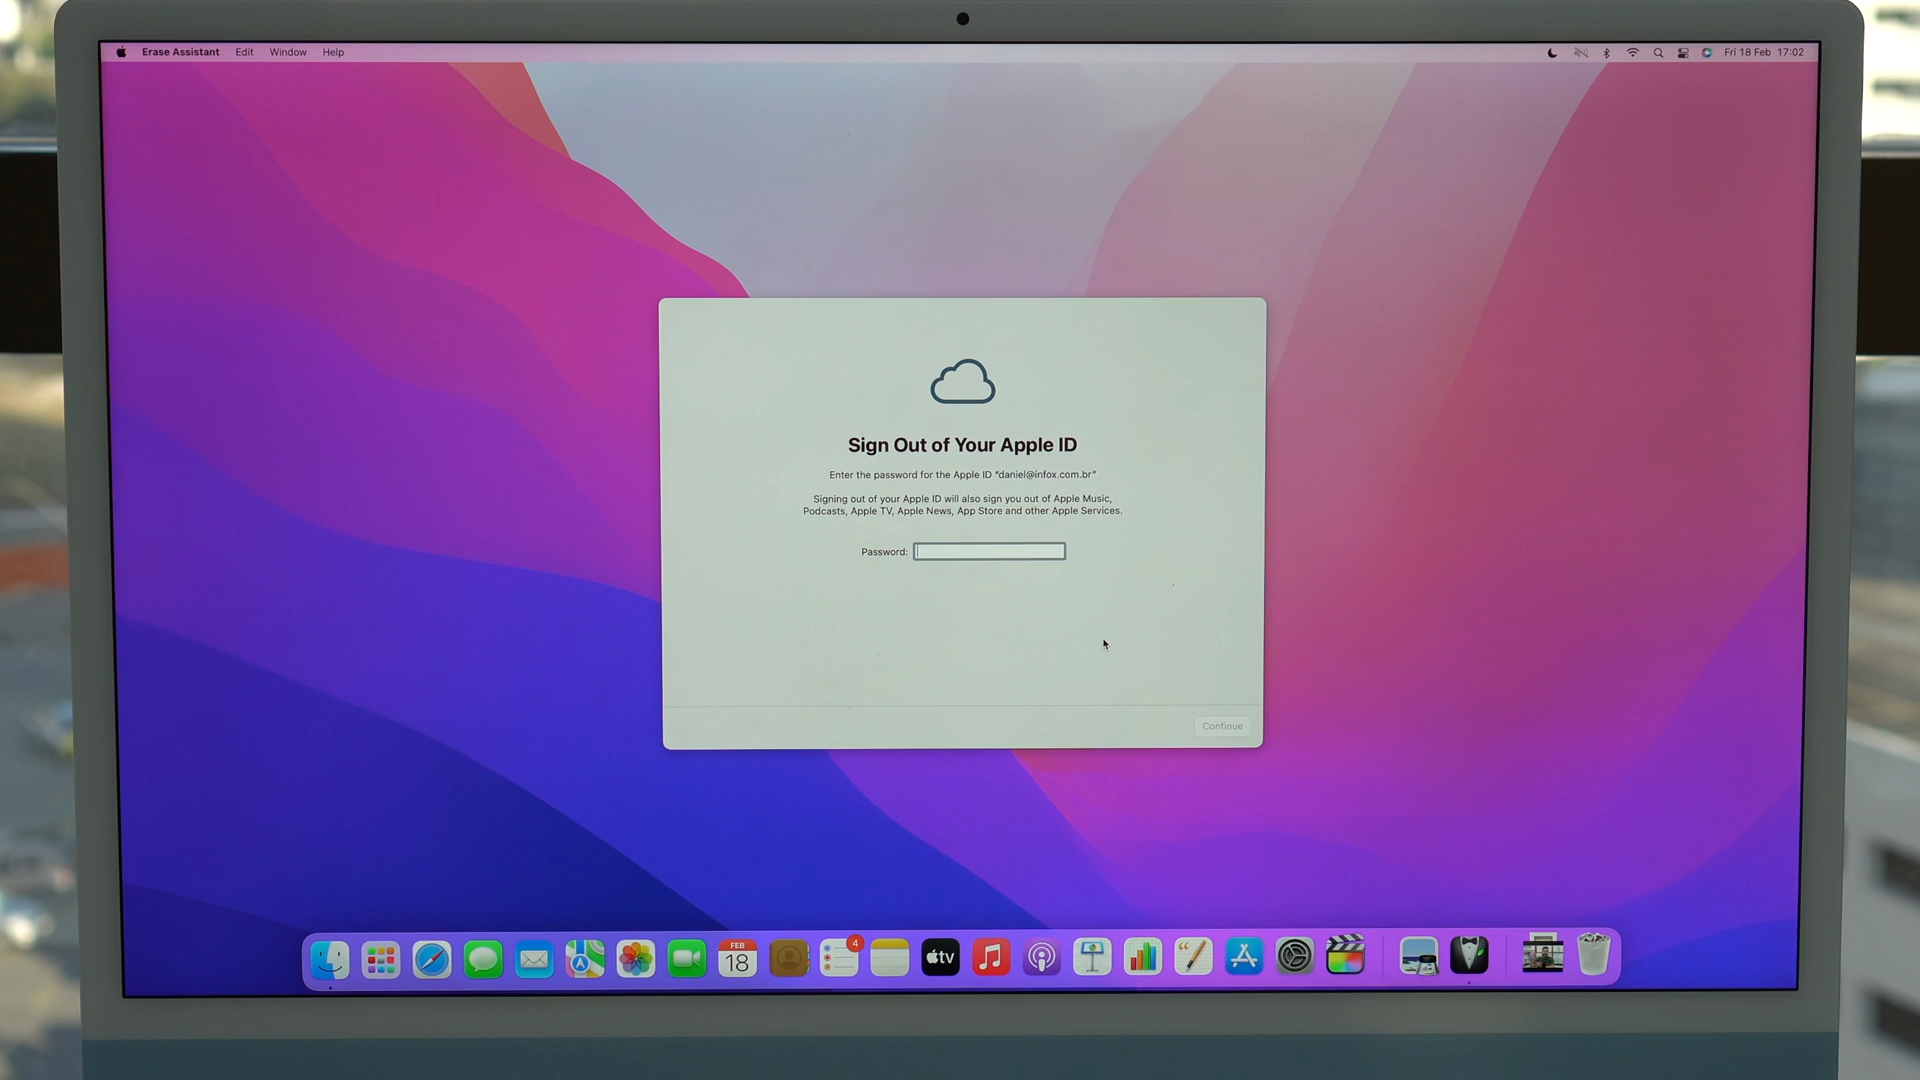 Erase Assistant Edit Window Help Fri 18 Feb 17:02
Sign Out of Your Apple ID
Enter the password for the Apple ID "daniel@infox.com.br"
Signing out of your Apple ID will also sign you out of Apple Music,
Podcasts, Apple TV, Apple News, App Store and other Apple Services.
Password:
Continue
FEB
18
4
tv